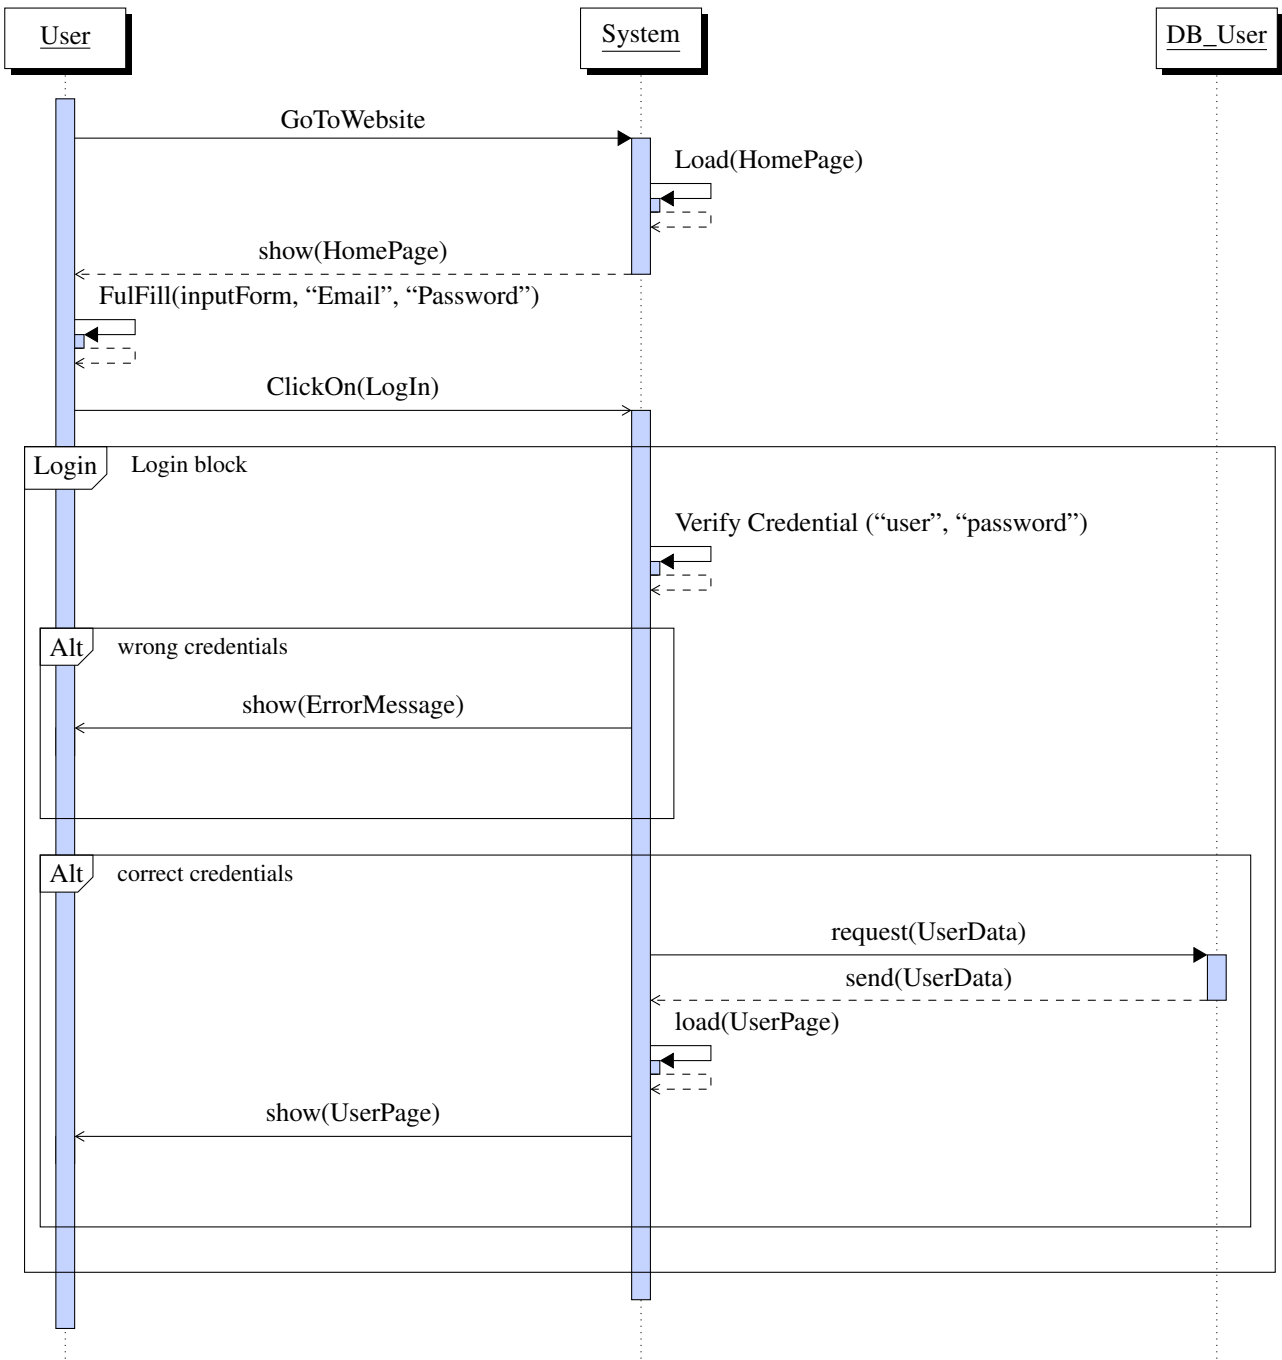 User
System
DB_User
GoToWebsite
Load(HomePage)
show(HomePage)
FulFill(inputForm, “Email”, “Password”)
ClickOn(LogIn)
Login
Login block
Verify Credential (“user”, “password”)
Alt
wrong credentials
show(ErrorMessage)
Alt
correct credentials
request(UserData)
send(UserData)
load(UserPage)
show(UserPage)